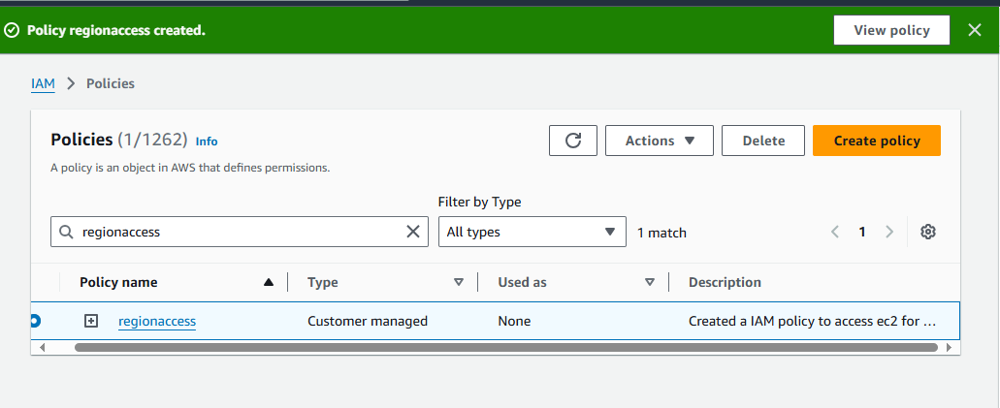 Policy regionaccess created.
View policy
IAM > Policies
Policies (1/1262) Info
Actions
Delete
Create policy
A policy is an object in AWS that defines permissions.
Filter by Type
regionaccess
All types
1 match
1
Policy name Type Used as Description
regionaccess Customer managed None Created a IAM policy to access ec2 for ...